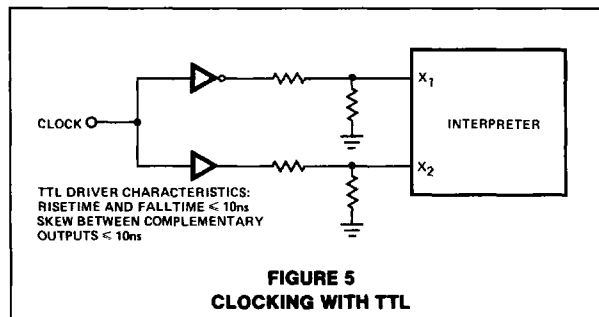 CLOCK
X1
INTERPRETER
X2
TTL DRIVER CHARACTERISTICS:
RISETIME AND FALLTIME ≤ 10ns
SKEW BETWEEN COMPLEMENTARY
OUTPUTS ≤ 10ns
FIGURE 5
CLOCKING WITH TTL